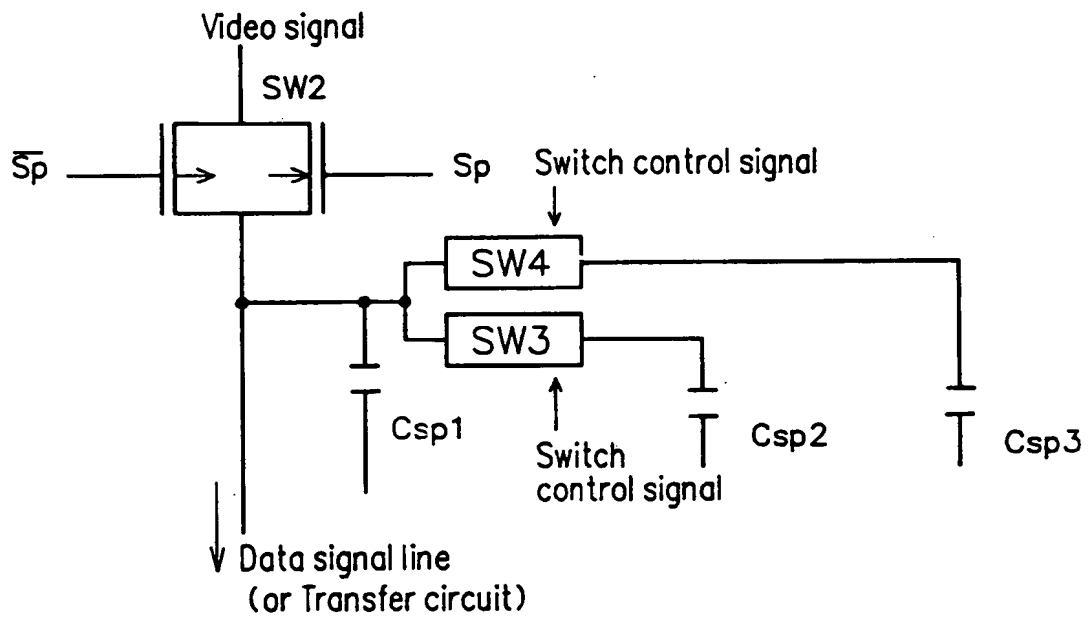 Video signal
SW2
S̅p̅
Sp
Switch control signal
SW4
SW3
Csp1
Csp2
Csp3
Switch
control signal
Data signal line
(or Transfer circuit)